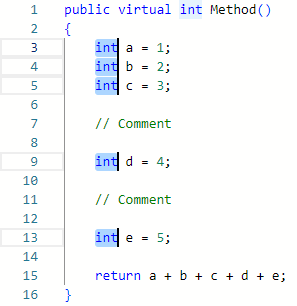 1 public virtual int Method()
2 {
3 int a = 1;
4 int b = 2;
5 int c = 3;
6
7 // Comment
8
9 int d = 4;
10
11 // Comment
12
13 int e = 5;
14
15 return a + b + c + d + e;
16 }